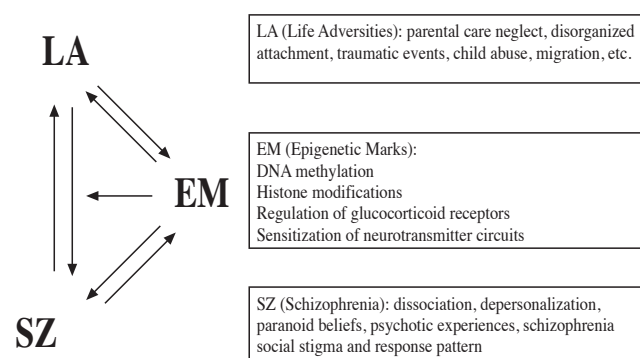 LA
LA (Life Adversities): parental care neglect, disorganized
attachment, traumatic events, child abuse, migration, etc.
EM
EM (Epigenetic Marks):
DNA methylation
Histone modifications
Regulation of glucocorticoid receptors
Sensitization of neurotransmitter circuits
SZ
SZ (Schizophrenia): dissociation, depersonalization,
paranoid beliefs, psychotic experiences, schizophrenia
social stigma and response pattern